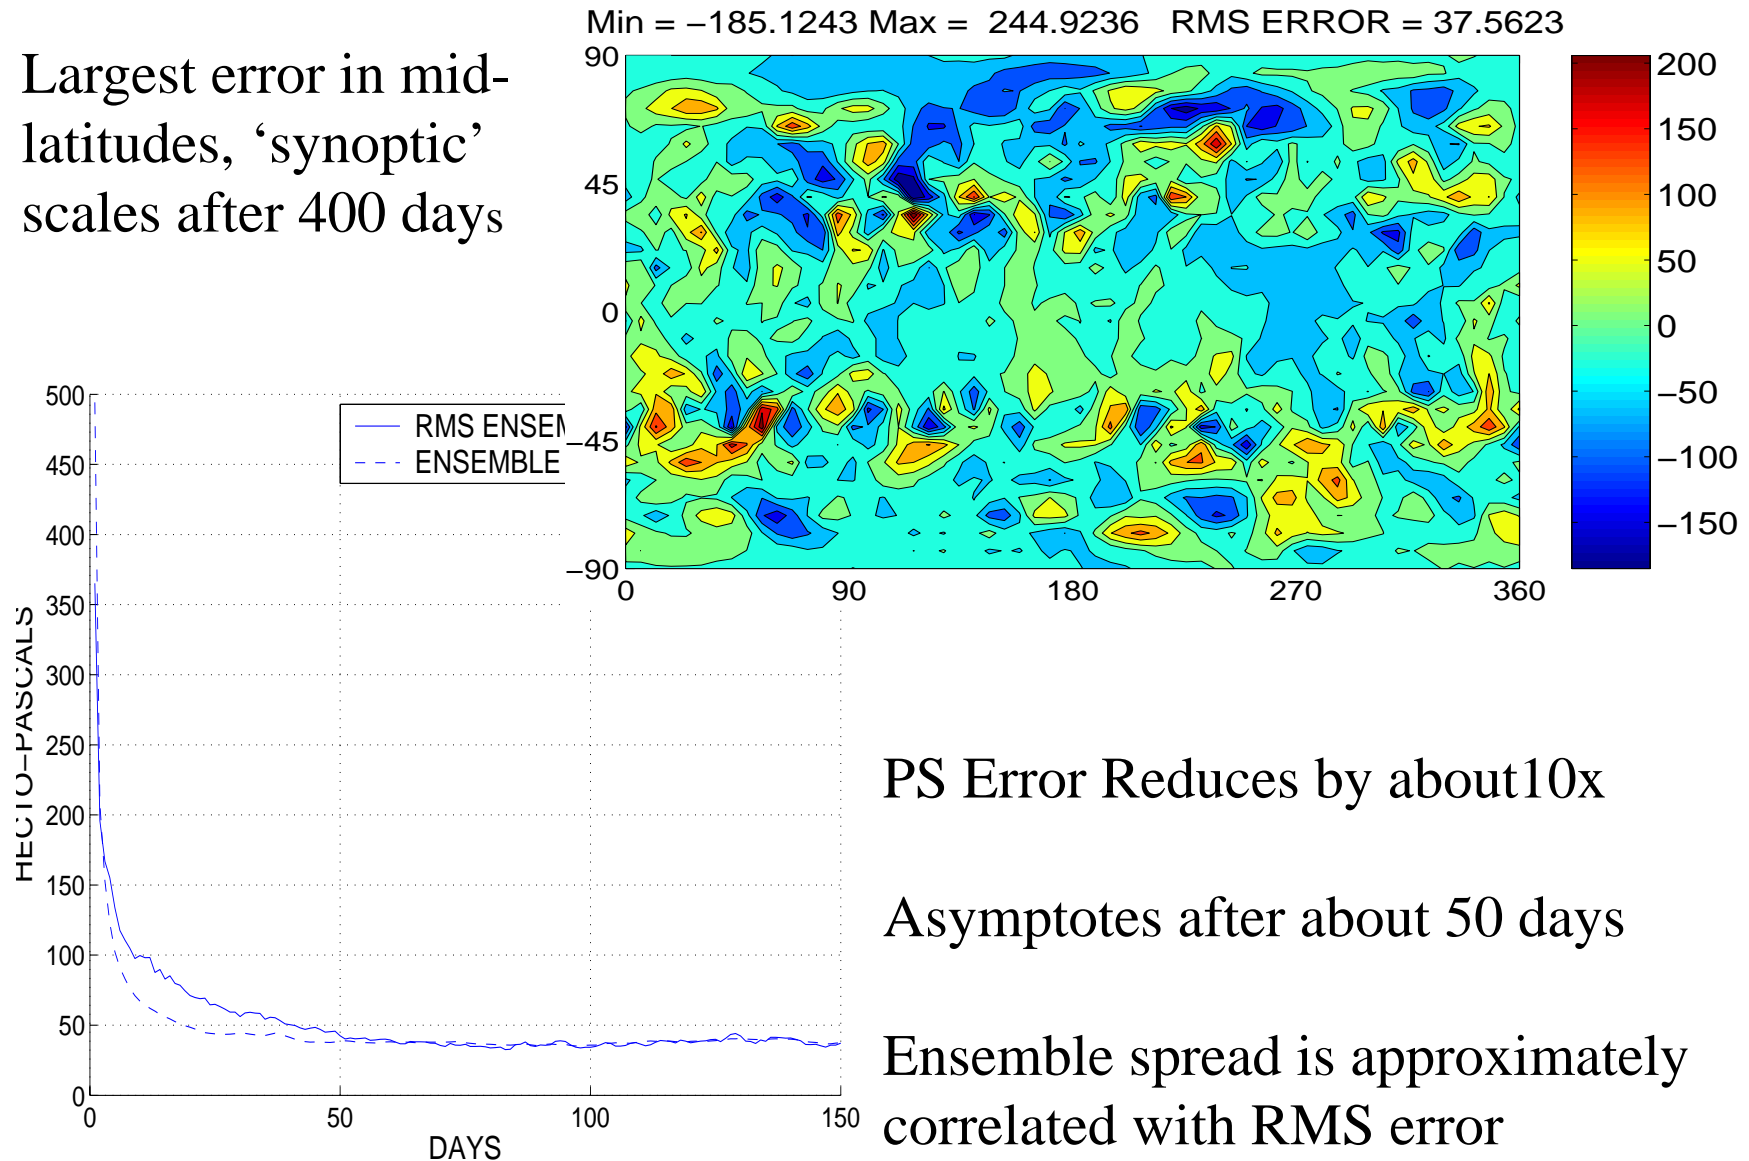 Min = −185.1243 Max =  244.9236   RMS ERROR = 37.5623
Largest error in mid-
latitudes, ‘synoptic’
scales after 400 days
90
45
0
−45
−90
0 90 180 270 360
200
150
100
50
0
−50
−100
−150
RMS
ENSEMBLE
500
450
400
350
300
250
200
150
100
50
0
0 50 100 150
HECTO−PASCALS
DAYS
PS Error Reduces by about10x
Asymptotes after about 50 days
Ensemble spread is approximately
correlated with RMS error